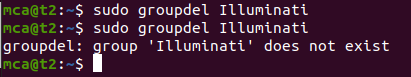 mca@t2:~$ sudo groupdel Illuminati
mca@t2:~$ sudo groupdel Illuminati
groupdel: group 'Illuminati' does not exist
mca@t2:~$